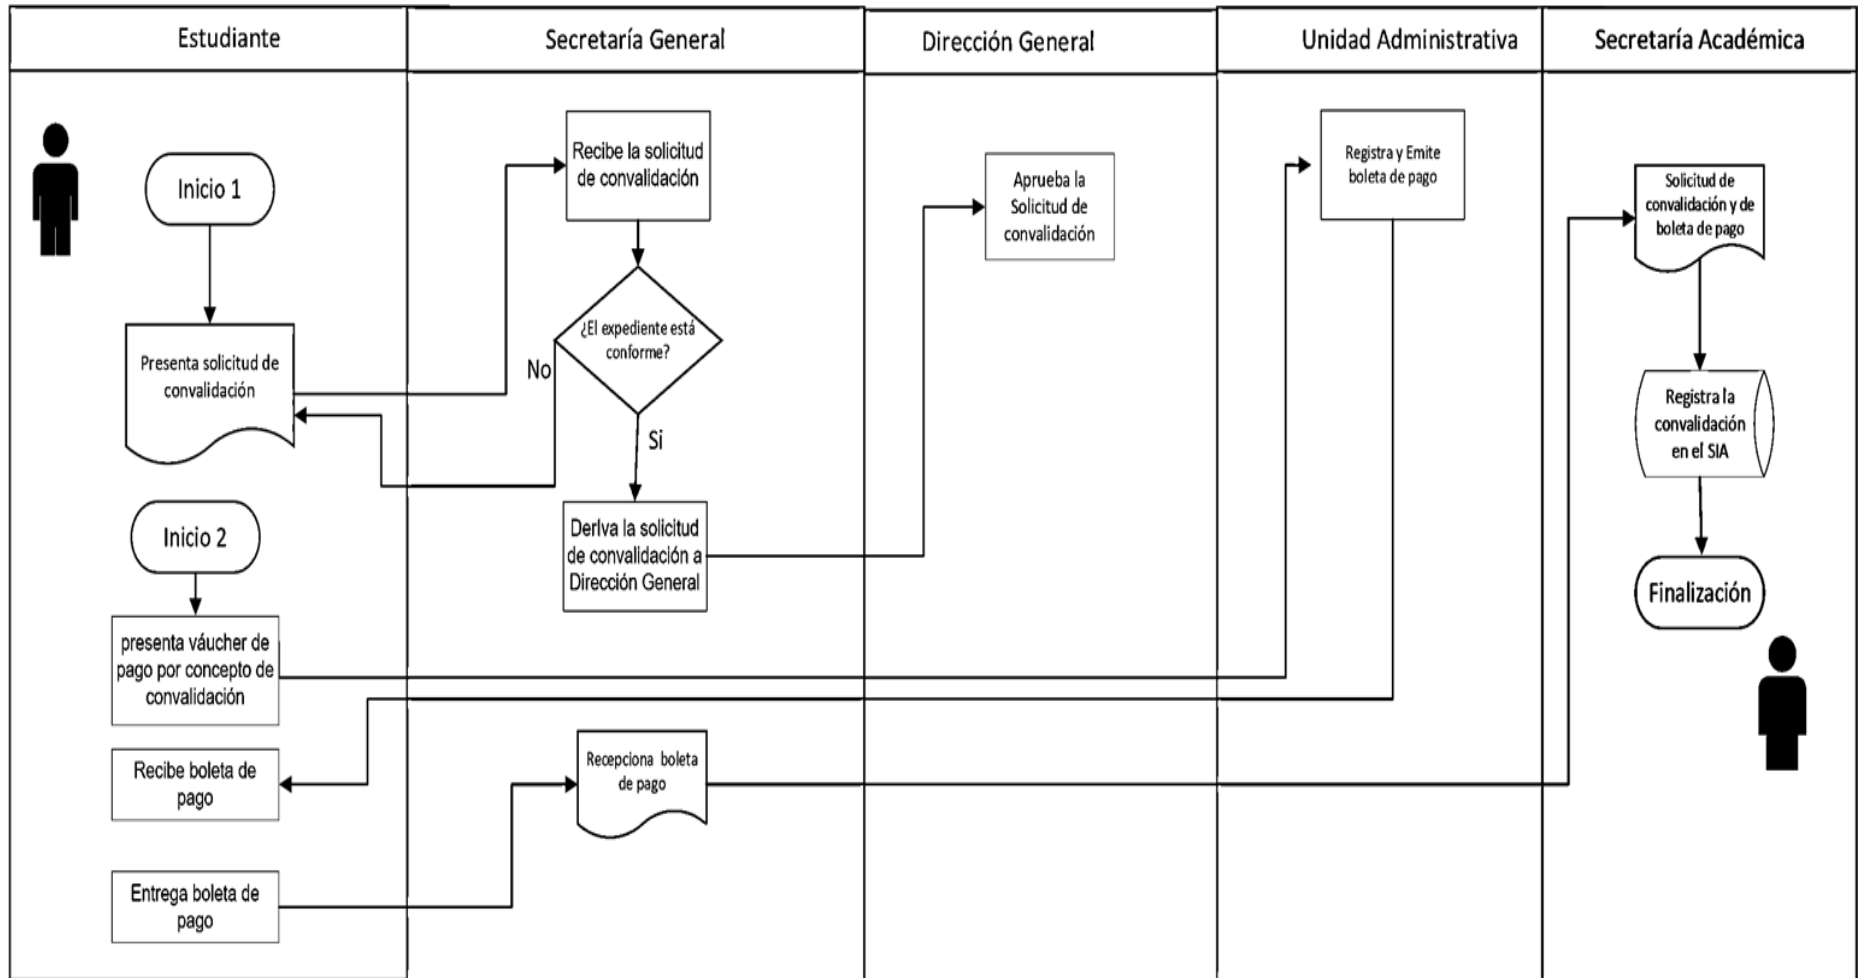 Estudiante
Secretaría General
Dirección General
Unidad Administrativa
Secretaría Académica
Inicio 1
Presenta solicitud de
convalidación
Inicio 2
presenta váucher de
pago por concepto de
convalidación
Recibe boleta de
pago
Entrega boleta de
pago
Recibe la solicitud
de convalidación
¿El expediente está
conforme?
No
Si
Deriva la solicitud
de convalidación a
Dirección General
Recepciona boleta
de pago
Aprueba la
Solicitud de
convalidación
Registra y Emite
boleta de pago
Solicitud de
convalidación y de
boleta de pago
Registra la
convalidación
en el SIA
Finalización